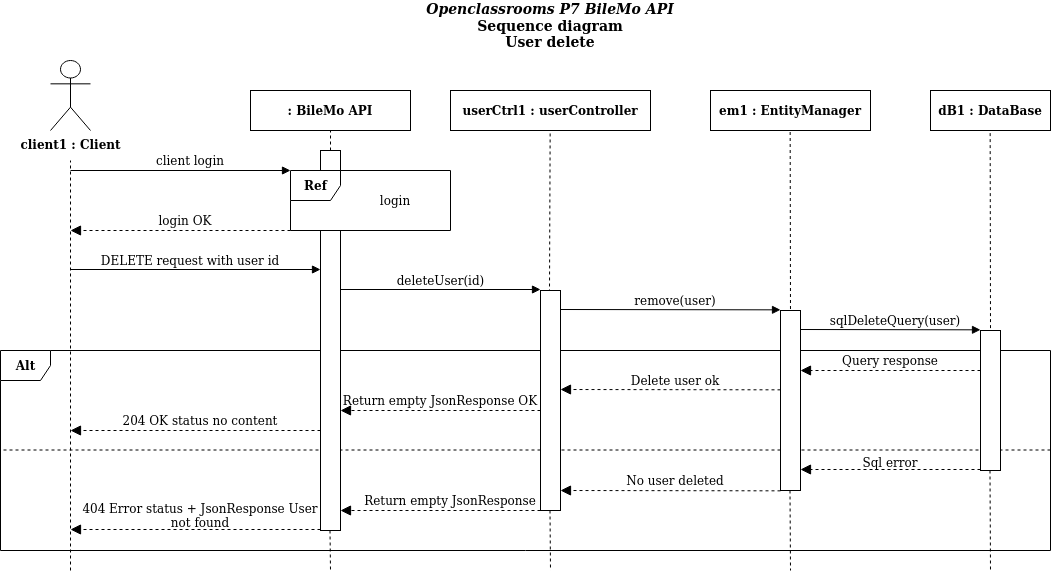 Openclassrooms P7 BileMo API
Sequence diagram
User delete
: BileMo API
userCtrl1 : userController
em1 : EntityManager
dB1 : DataBase
client1 : Client
client login
Ref
login
login OK
DELETE request with user id
deleteUser(id)
remove(user)
sqlDeleteQuery(user)
Alt
Query response
Delete user ok
Return empty JsonResponse OK
204 OK status no content
Sql error
No user deleted
Return empty JsonResponse
404 Error status + JsonResponse User
not found